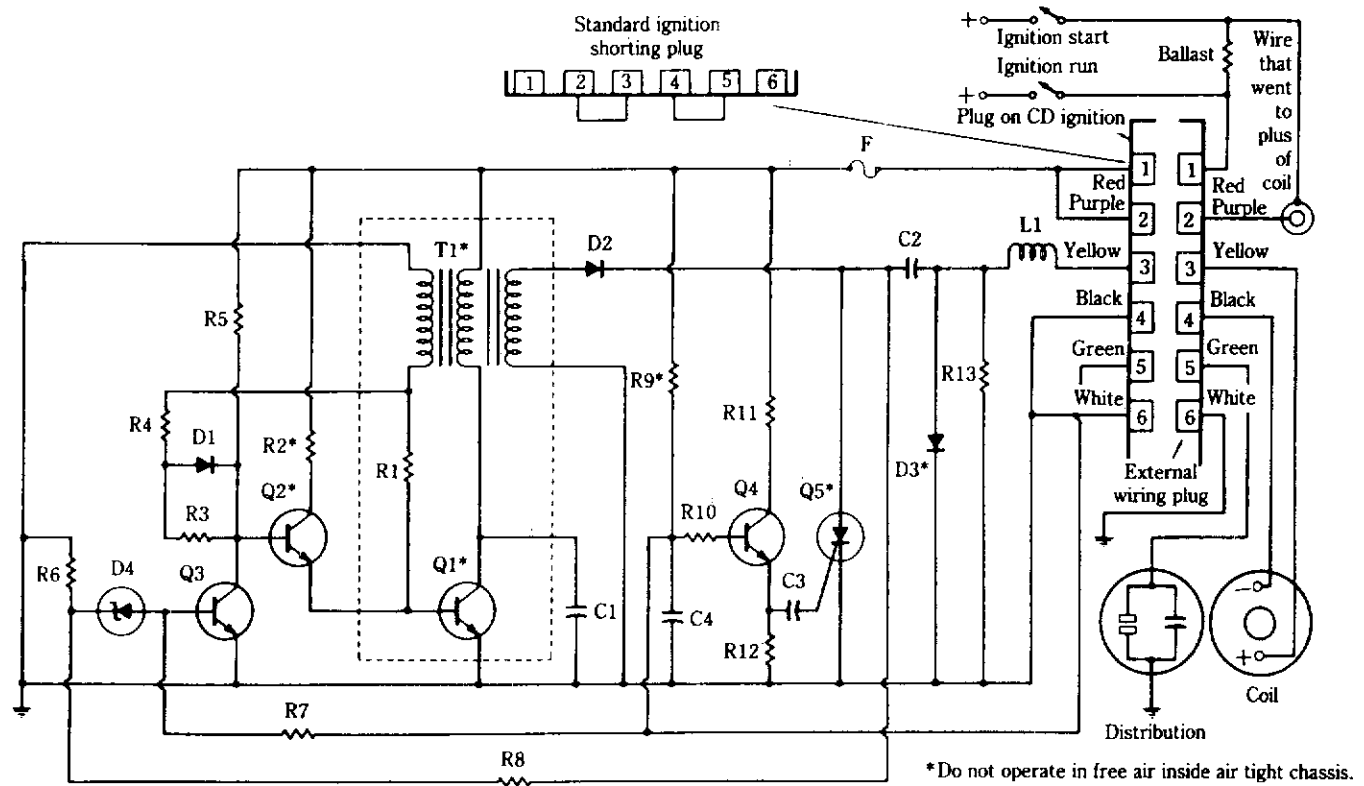 Standard ignition
shorting plug
1 2 3 4 5 6
Ignition start
Ignition run
Ballast
Wire
that
went
to
plus
of
coil
Plug on CD ignition
F
1 1
Red Red
Purple Purple
2 2
T1*
D2
C2
L1
Yellow Yellow
3 3
Black Black
4 4
R5
R9*
R13
Green Green
5 5
White White
6 6
R4
D1
R2*
R1
R11
D3*
External
wiring plug
Q2*
Q4
Q5*
R3
R10
R6
D4
Q3
Q1*
C1
C4
C3
R12
−
+
Coil
Distribution
R7
R8
*Do not operate in free air inside air tight chassis.